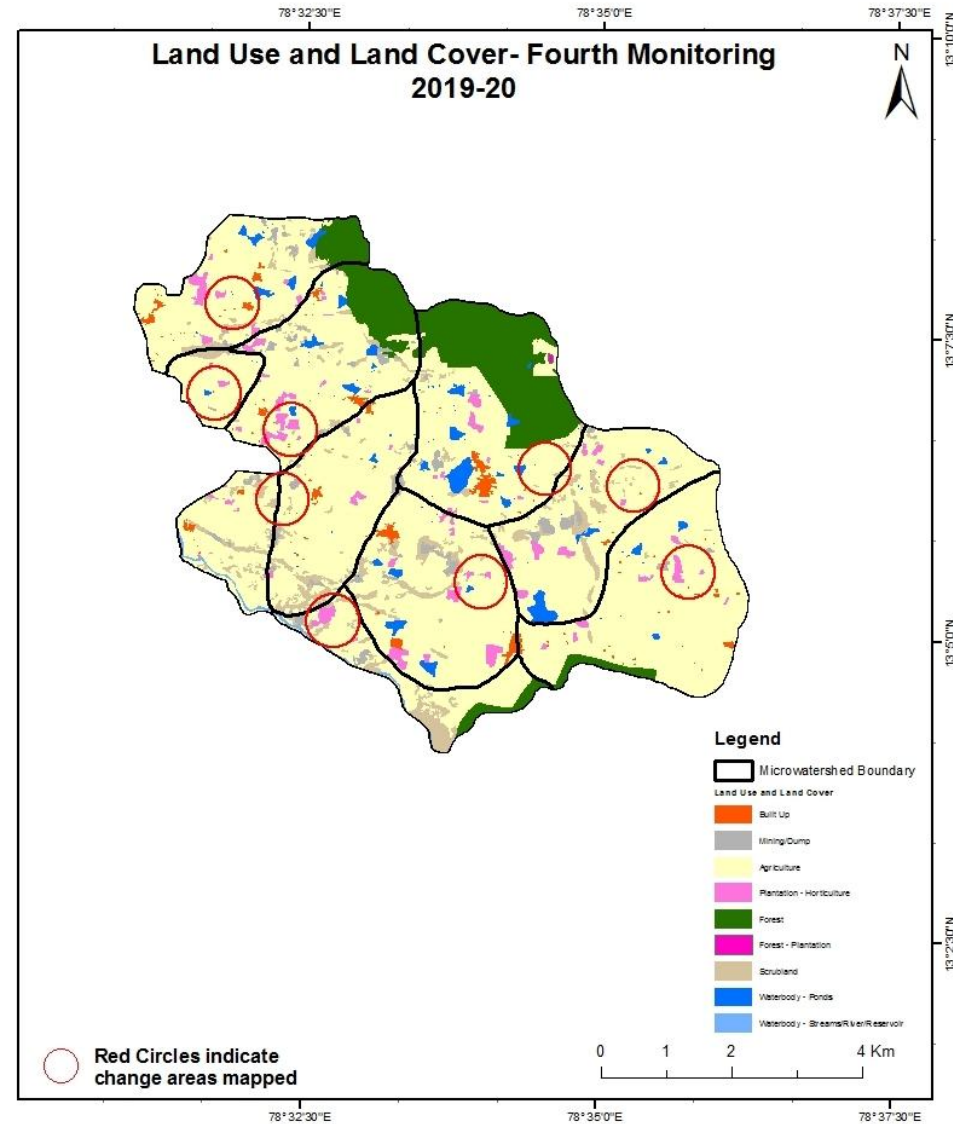 78°32'30"E 78°35'0"E 78°37'30"E
Land Use and Land Cover- Fourth Monitoring
2019-20
N
13°10'0"N
13°7'30"N
13°5'0"N
13°2'30"N
Legend
Microwatershed Boundary
Land Use and Land Cover
Built Up
Mining/Dump
Agriculture
Plantation - Horticulture
Forest
Forest - Plantation
Scrubland
Waterbody - Ponds
Waterbody - Streams/River/Reservoir
Red Circles indicate
change areas mapped
0 1 2 4 Km
78°32'30"E 78°35'0"E 78°37'30"E